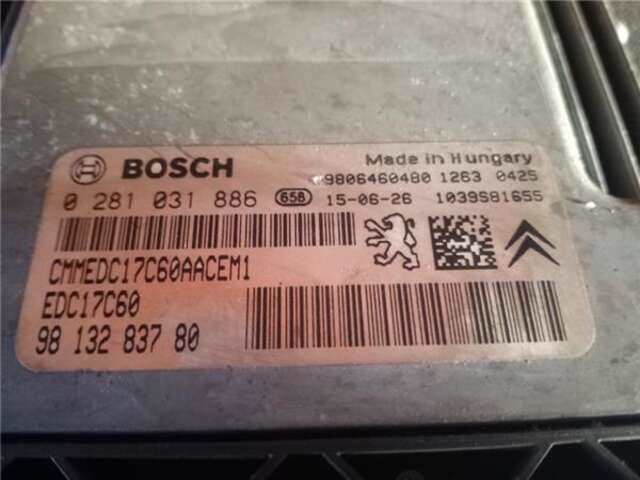 BOSCH
Made in Hungary
9806460480 1263 0425
0 281 031 886 658 15-06-26 1039S81655
CMMEDC17C60AACEM1
EDC17C60
98 132 837 80